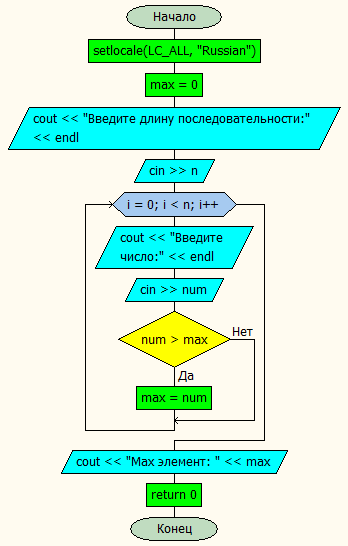 Начало
setlocale(LC_ALL, "Russian")
max = 0
cout << "Введите длину последовательности:"
<< endl
cin >> n
i = 0; i < n; i++
cout << "Введите
число:" << endl
cin >> num
num > max
Нет
Да
max = num
cout << "Max элемент: " << max
return 0
Конец